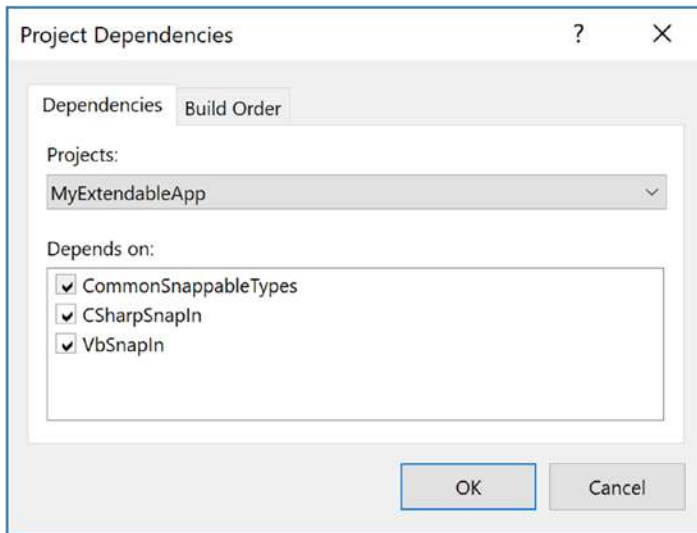 Project Dependencies
Dependencies
Build Order
Projects:
MyExtendableApp
Depends on:
CommonSnappableTypes
CSharpSnapIn
VbSnapIn
OK
Cancel